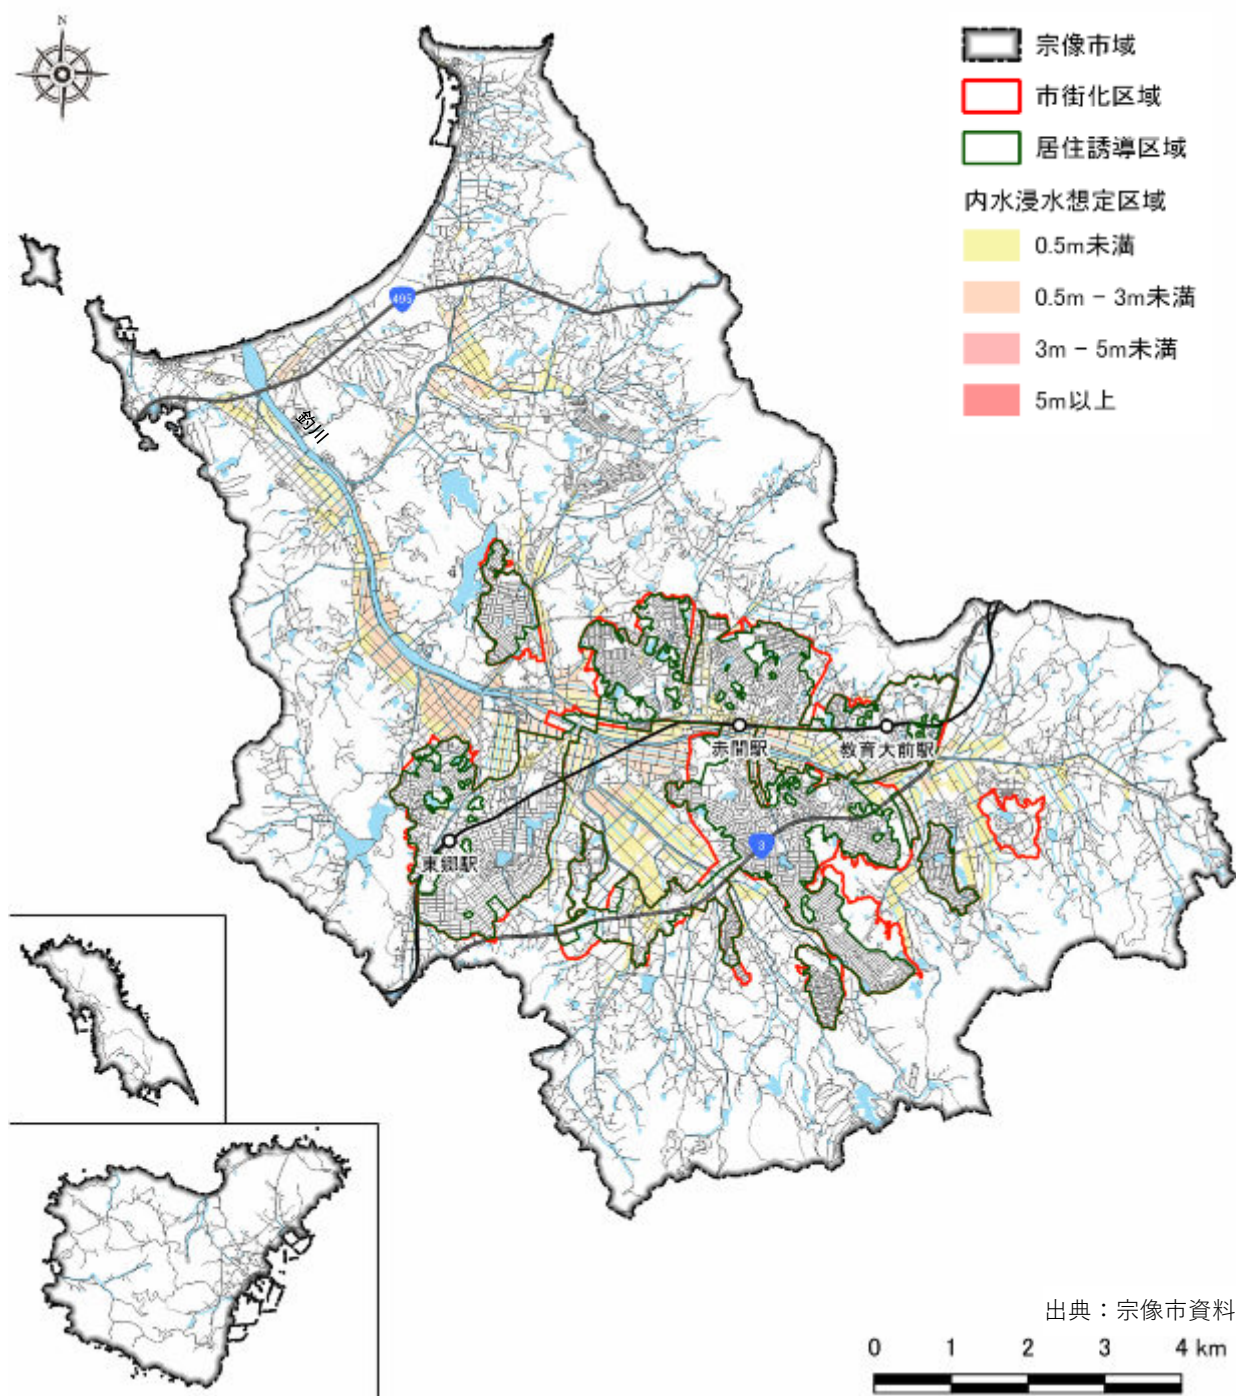 N
宗像市域
市街化区域
居住誘導区域
内水浸水想定区域
0.5m未満
0.5m － 3m未満
3m － 5m未満
5m以上
495
釣川
赤間駅
教育大前駅
3
東郷駅
出典：宗像市資料
0 1 2 3 4 km